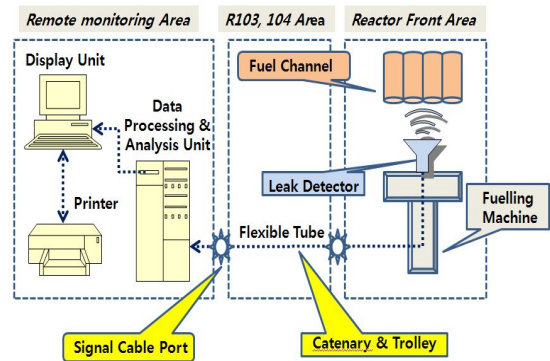 Remote monitoring Area
R103, 104 Area
Reactor Front Area
Display Unit
Data
Processing &
Analysis Unit
Printer
Fuel Channel
Leak Detector
Fuelling
Machine
Flexible Tube
Signal Cable Port
Catenary & Trolley